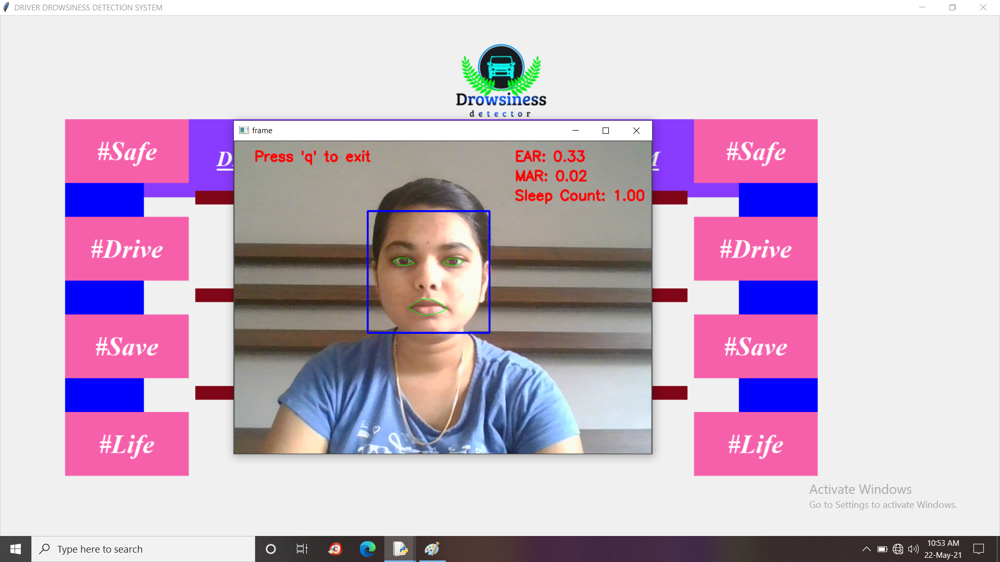 DRIVER DROWSINESS DETECTION SYSTEM
Drowsiness
detector
frame
Press 'q' to exit
EAR: 0.33
MAR: 0.02
Sleep Count: 1.00
#Safe
#Safe
#Drive
#Drive
#Save
#Save
#Life
#Life
Activate Windows
Go to Settings to activate Windows.
Type here to search
10:53 AM
22-May-21